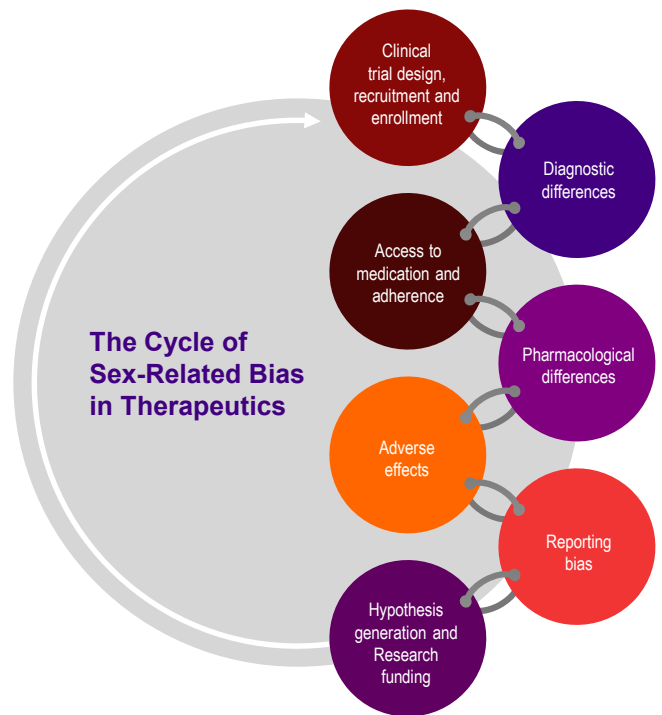 Clinical
trial design,
recruitment and
enrollment
Diagnostic
differences
Access to
medication and
adherence
The Cycle of
Sex-Related Bias
in Therapeutics
Pharmacological
differences
Adverse
effects
Reporting
bias
Hypothesis
generation and
Research
funding